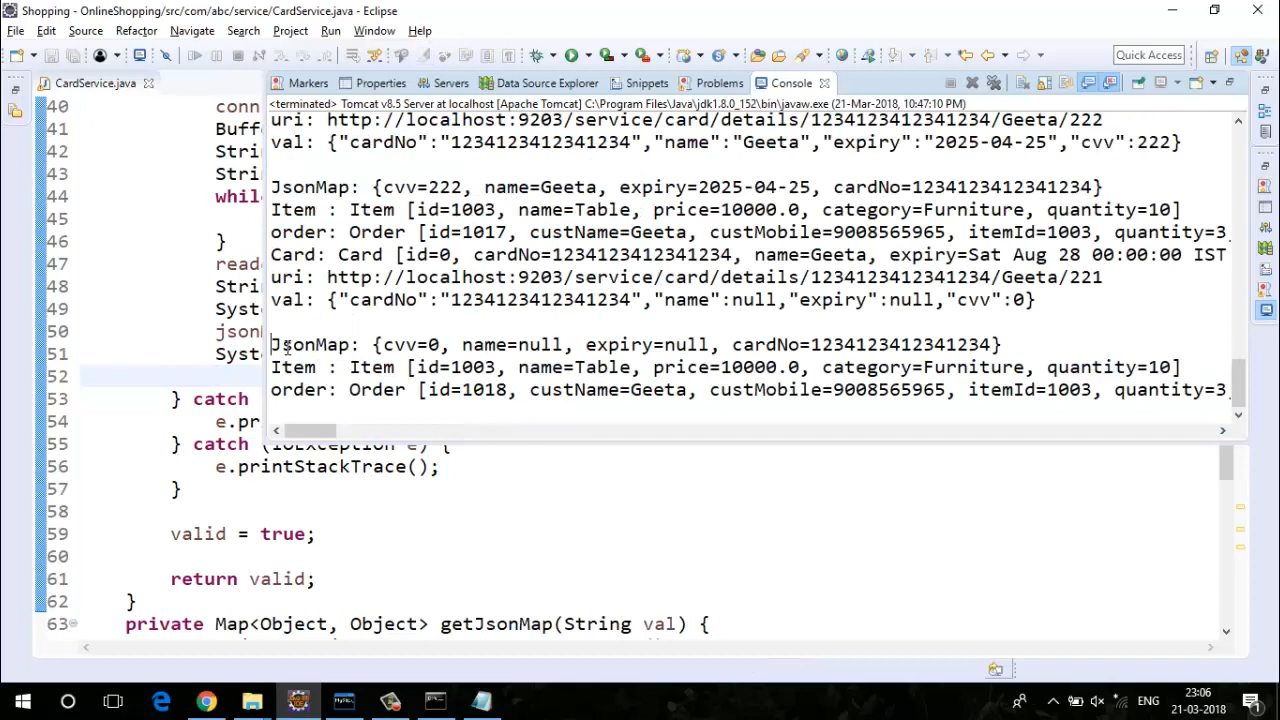 Shopping - OnlineShopping/src/com/abc/service/CardService.java - Eclipse
File Edit Source Refactor Navigate Search Project Run Window Help
Quick Access
CardService.java
Markers Properties Servers Data Source Explorer Snippets Problems Console
<terminated> Tomcat v8.5 Server at localhost [Apache Tomcat] C:\Program Files\Java\jdk1.8.0_152\bin\javaw.exe (21-Mar-2018, 10:47:10 PM)
uri: http://localhost:9203/service/card/details/1234123412341234/Geeta/222
val: {"cardNo":"1234123412341234","name":"Geeta","expiry":"2025-04-25","cvv":222}
JsonMap: {cvv=222, name=Geeta, expiry=2025-04-25, cardNo=1234123412341234}
Item : Item [id=1003, name=Table, price=10000.0, category=Furniture, quantity=10]
order: Order [id=1017, custName=Geeta, custMobile=9008565965, itemId=1003, quantity=3
Card: Card [id=0, cardNo=1234123412341234, name=Geeta, expiry=Sat Aug 28 00:00:00 IST
uri: http://localhost:9203/service/card/details/1234123412341234/Geeta/221
val: {"cardNo":"1234123412341234","name":null,"expiry":null,"cvv":0}
JsonMap: {cvv=0, name=null, expiry=null, cardNo=1234123412341234}
Item : Item [id=1003, name=Table, price=10000.0, category=Furniture, quantity=10]
order: Order [id=1018, custName=Geeta, custMobile=9008565965, itemId=1003, quantity=3
40 conn
41 Buff
42 Stri
43 Stri
44 whil
45
46 }
47 read
48 Stri
49 Syst
50 json
51 Syst
52
53 } catch
54 e.pr
55 } catch (IOException e) {
56 e.printStackTrace();
57 }
58
59 valid = true;
60
61 return valid;
62 }
63 private Map<Object, Object> getJsonMap(String val) {
ENG
23:06
21-03-2018